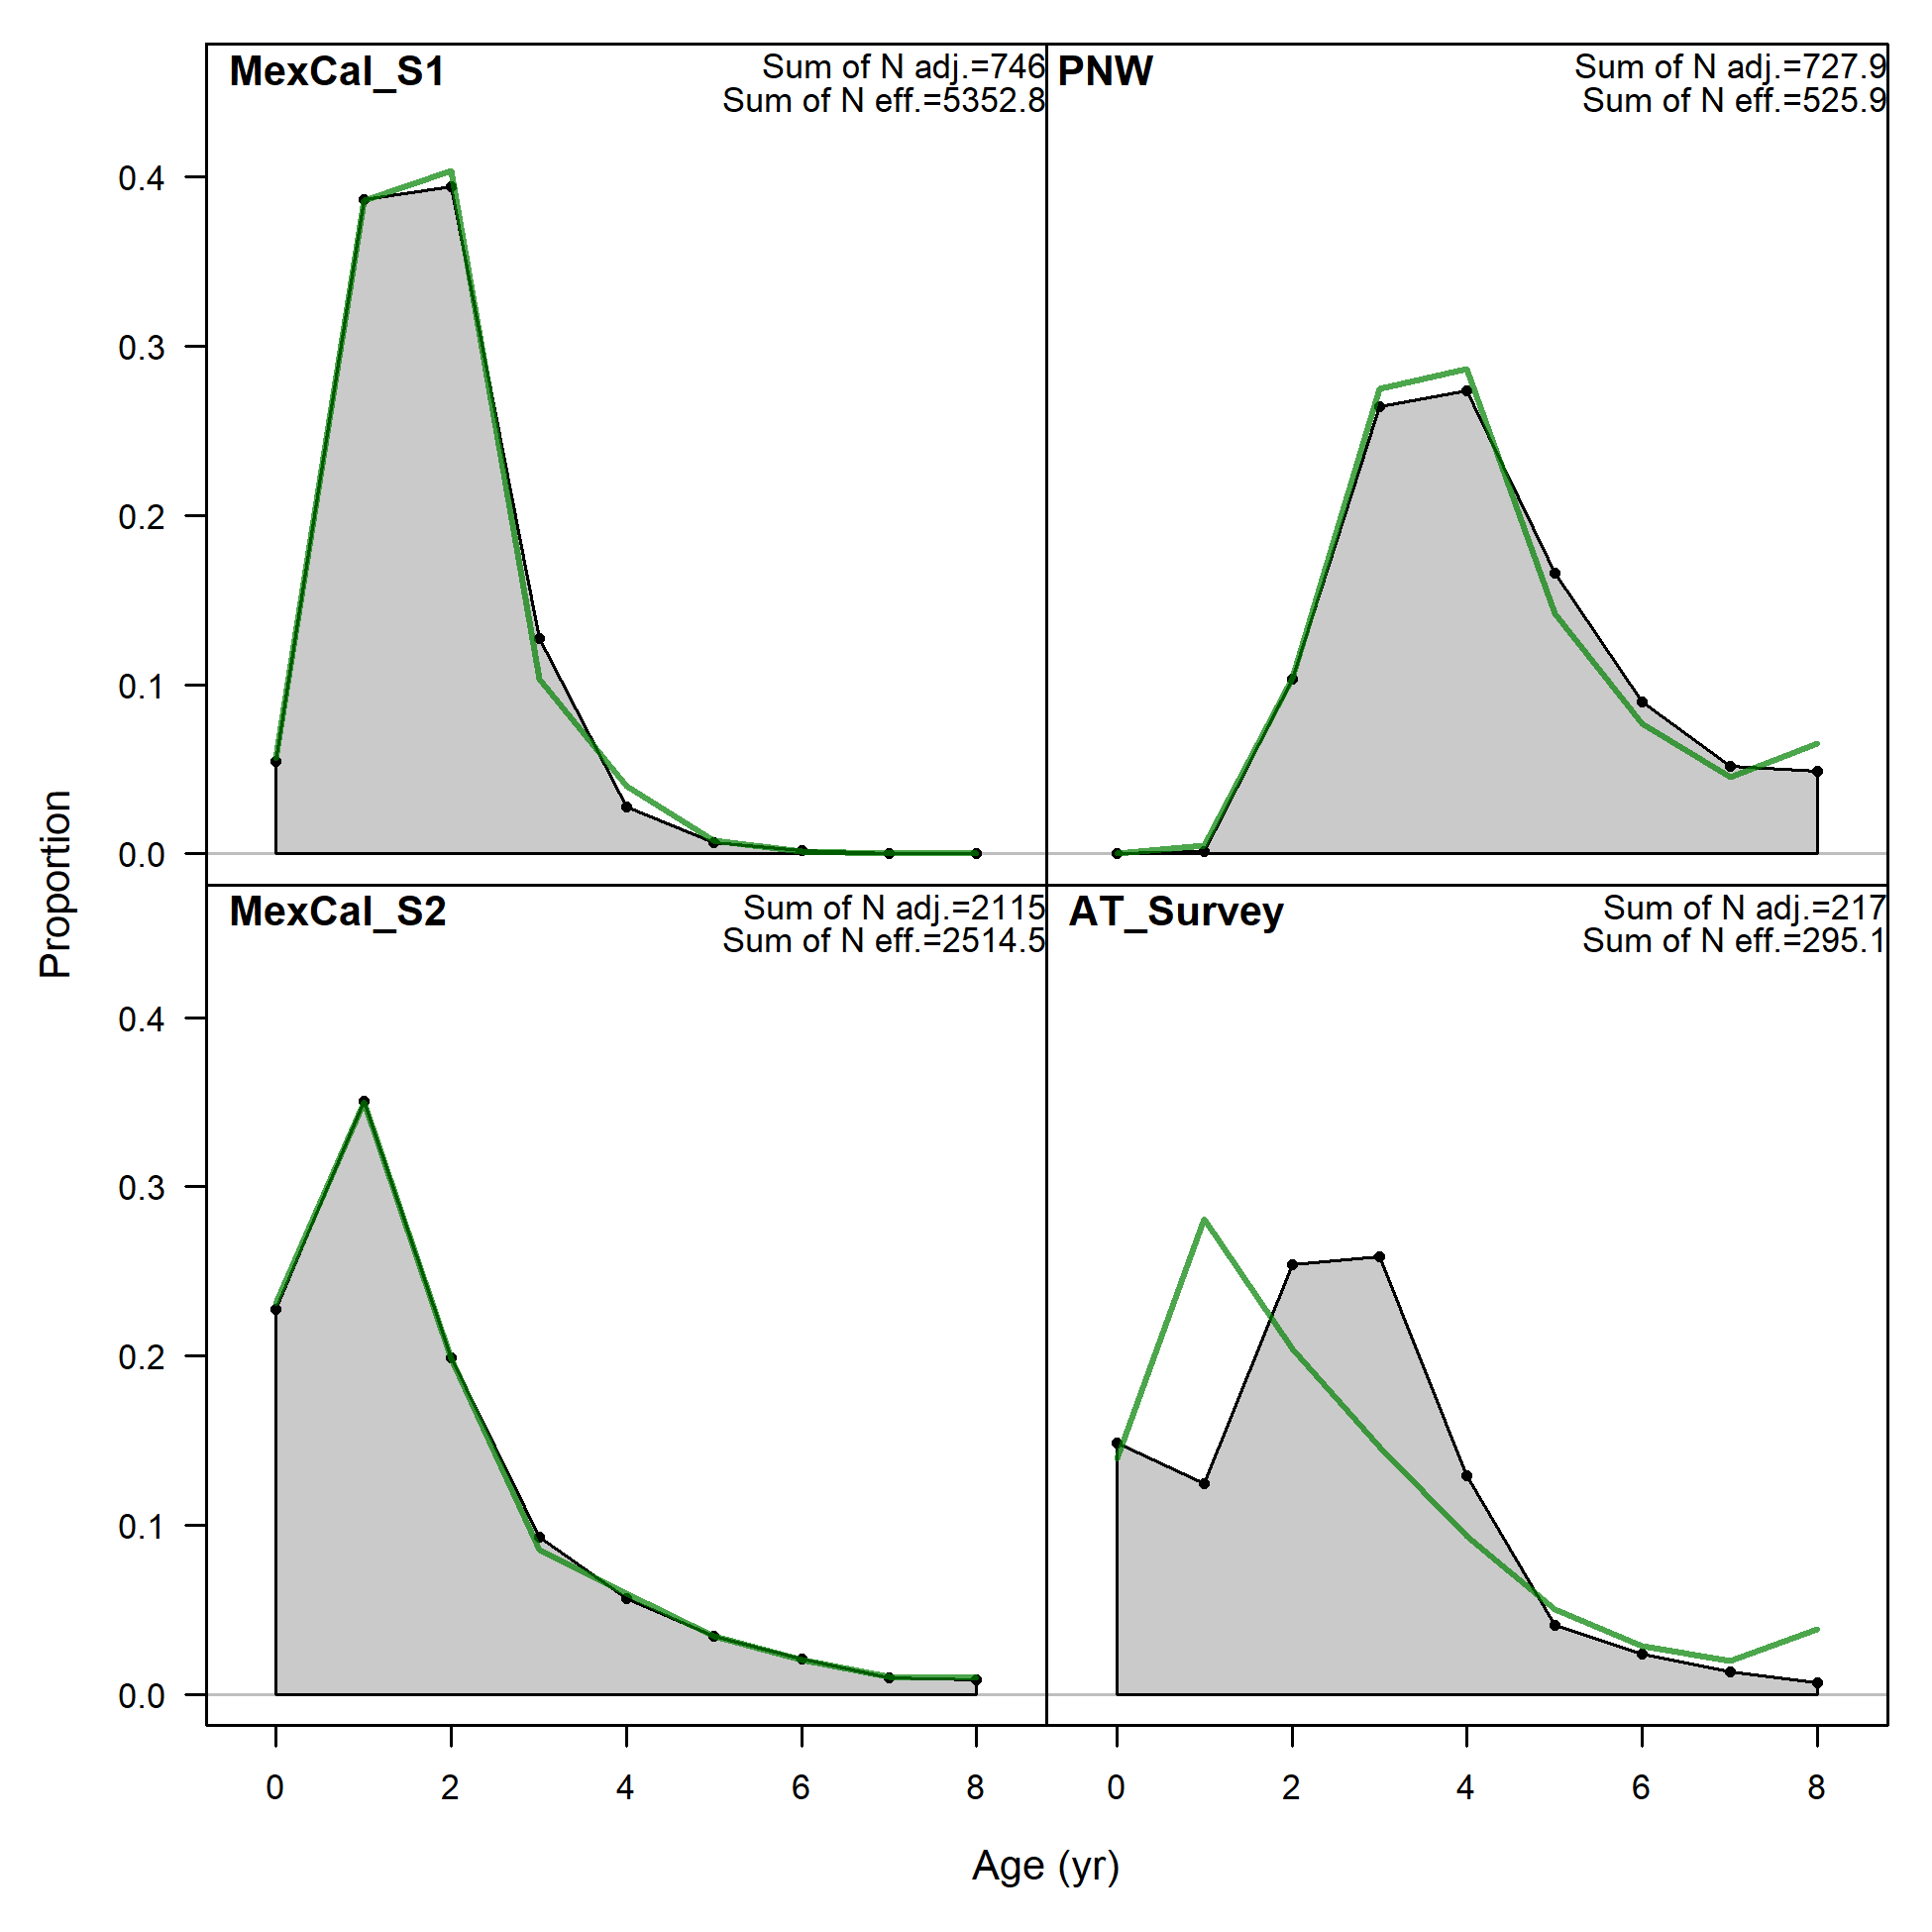 MexCal_S1
Sum of N adj.=746
Sum of N eff.=5352.8
PNW
Sum of N adj.=727.9
Sum of N eff.=525.9
0.4
0.3
0.2
0.1
0.0
Proportion
MexCal_S2
Sum of N adj.=2115
Sum of N eff.=2514.5
AT_Survey
Sum of N adj.=217
Sum of N eff.=295.1
0.4
0.3
0.2
0.1
0.0
0 2 4 6 8
0 2 4 6 8
Age (yr)